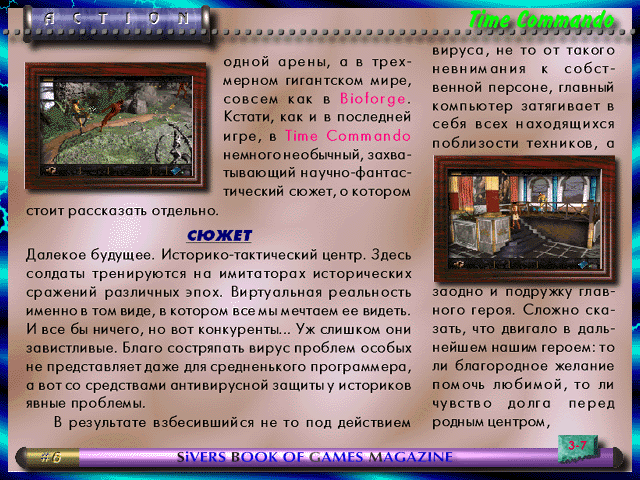 ACTION
Time Commando
одной арены, а в трех-
мерном гигантском мире,
совсем как в Bioforge.
Кстати, как и в последней
игре, в Time Commando
немного необычный, захва-
тывающий научно-фантас-
тический сюжет, о котором
стоит рассказать отдельно.
СЮЖЕТ
Далекое будущее. Историко-тактический центр. Здесь
солдаты тренируются на имитаторах исторических
сражений различных эпох. Виртуальная реальность
именно в том виде, в котором все мы мечтаем ее видеть.
И все бы ничего, но вот конкуренты... Уж слишком они
завистливые. Благо состряпать вирус проблем особых
не представляет даже для средненького программера,
а вот со средствами антивирусной защиты у историков
явные проблемы.
В результате взбесившийся не то под действием
вируса, не то от такого
невнимания к собст-
венной персоне, главный
компьютер затягивает в
себя всех находящихся
поблизости техников, а
заодно и подружку глав-
ного героя. Сложно ска-
зать, что двигало в даль-
нейшем нашим героем: то
ли благородное желание
помочь любимой, то ли
чувство долга перед
родным центром,
#6
SiVERS BOOK OF GAMES MAGAZINE
3-7